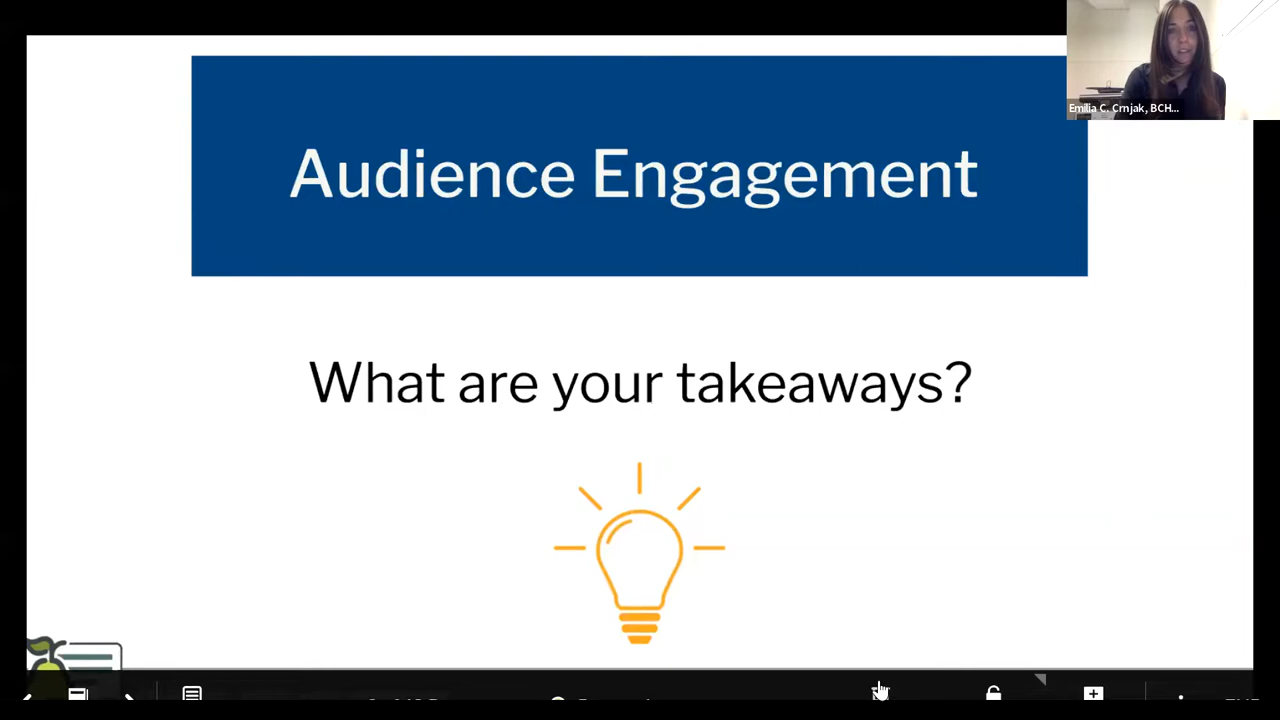 Emilia C. Crnjak, BCH...
Audience Engagement
What are your takeaways?